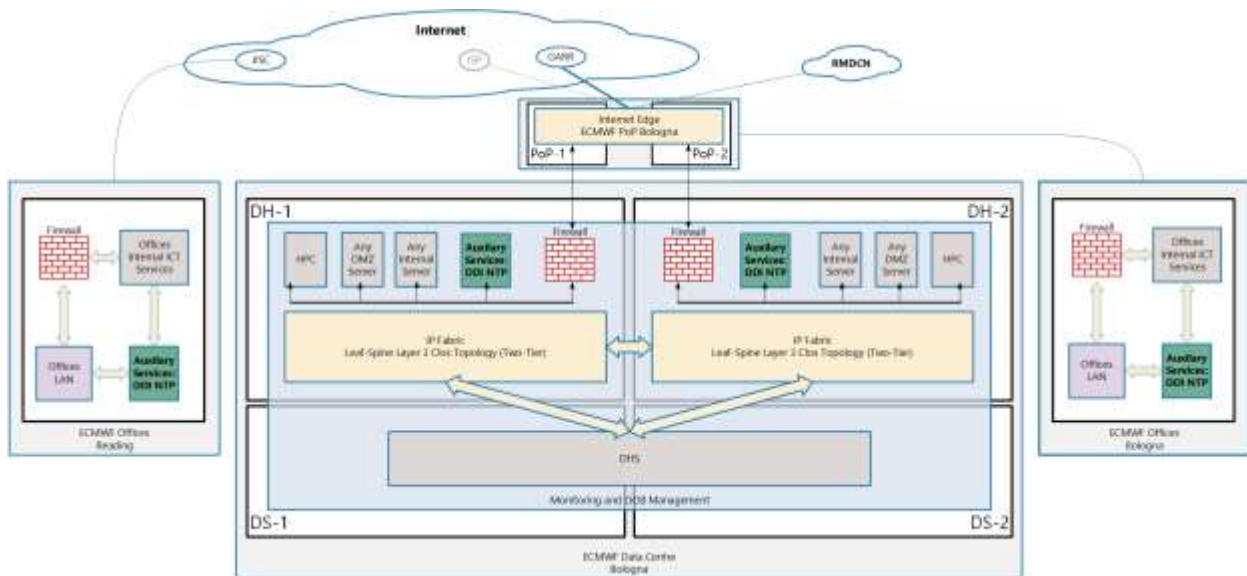 Internet
JISC
ISP
GARR
RMDCN
Internet Edge
ECMWF PoP Bologna
PoP-1
PoP-2
Firewall
Offices
Internal ICT
Services
Offices
LAN
Auxiliary
Services:
DDI NTP
ECMWF Offices
Reading
DH-1
DH-2
HPC
Any
DMZ
Server
Any
Internal
Server
Auxiliary
Services:
DDI NTP
Firewall
Firewall
Auxiliary
Services:
DDI NTP
Any
Internal
Server
Any
DMZ
Server
HPC
IP Fabric
Leaf-Spine Layer 3 Clos Topology (Two-Tier)
IP Fabric
Leaf-Spine Layer 3 Clos Topology (Two-Tier)
DHS
Monitoring and OOB Management
DS-1
DS-2
ECMWF Data Centre
Bologna
Firewall
Offices
Internal ICT
Services
Offices
LAN
Auxiliary
Services:
DDI NTP
ECMWF Offices
Bologna